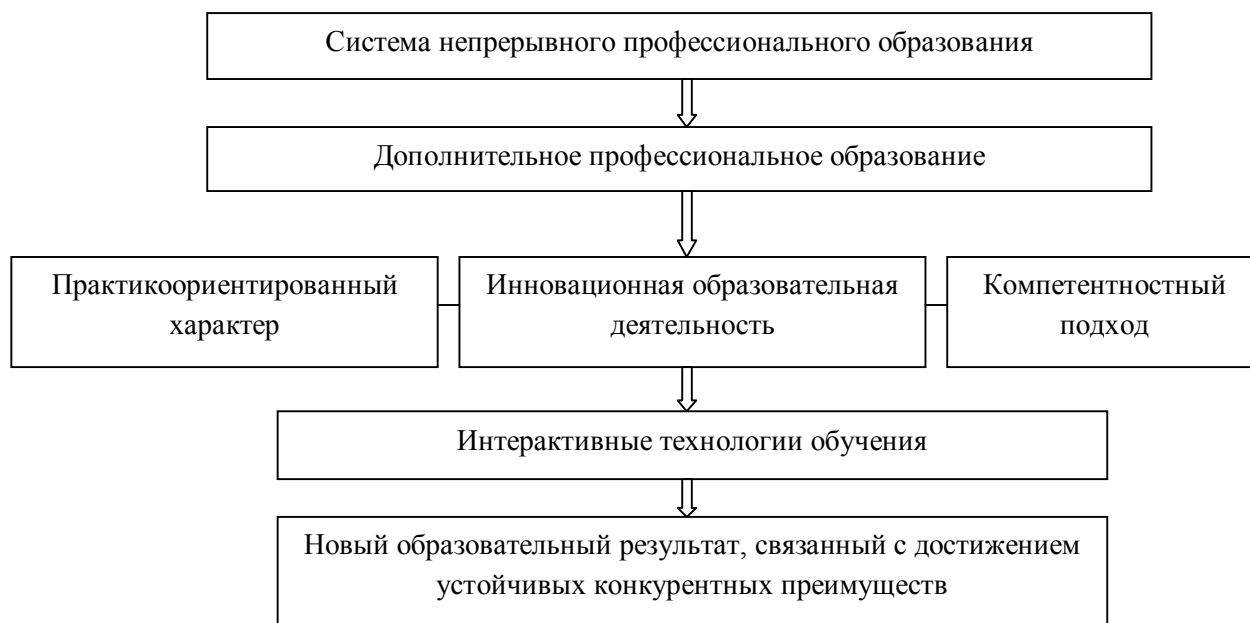 Система непрерывного профессионального образования
Дополнительное профессиональное образование
Практикоориентированный
характер
Инновационная образовательная
деятельность
Компетентностный
подход
Интерактивные технологии обучения
Новый образовательный результат, связанный с достижением
устойчивых конкурентных преимуществ